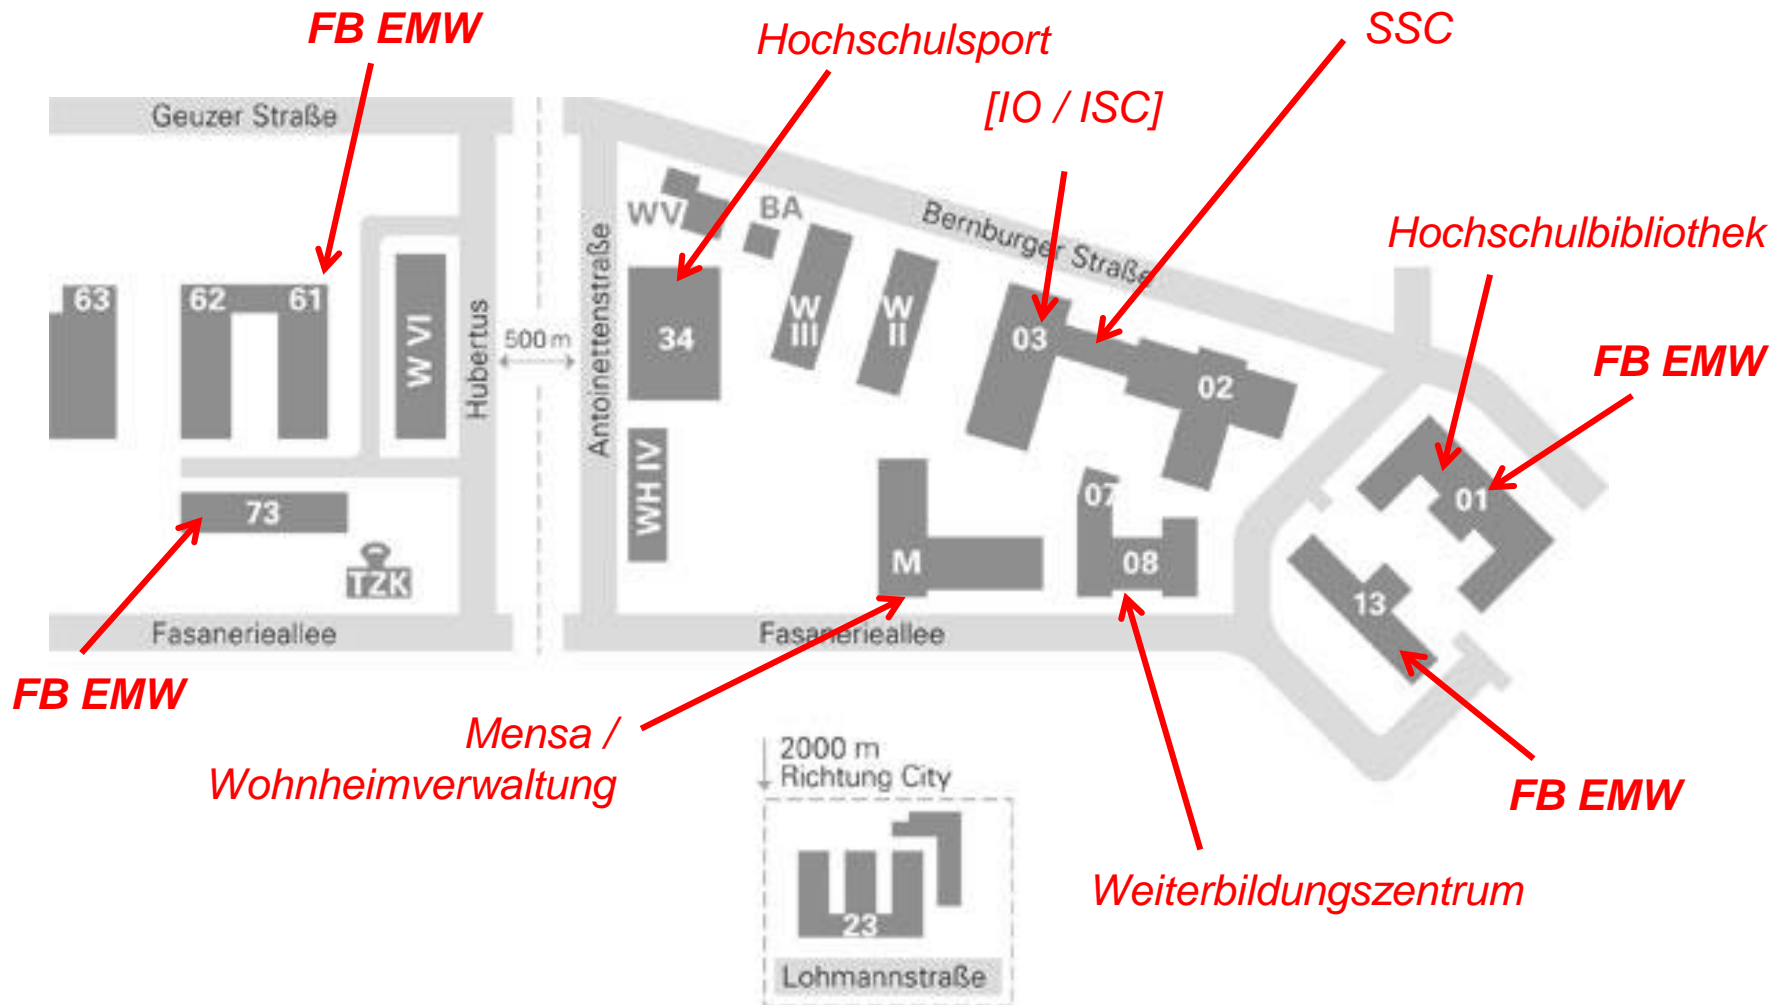 FB EMW
Hochschulsport
SSC
[IO / ISC]
Geuzer Straße
WV
BA
Bernburger Straße
Hochschulbibliothek
63
62
61
W VI
Hubertus
500 m
Antoinettenstraße
34
W
III
W
II
03
02
FB EMW
WH IV
07
01
73
TZK
M
08
13
Fasanerieallee
Fasanerieallee
FB EMW
Mensa /
Wohnheimverwaltung
2000 m
Richtung City
FB EMW
Weiterbildungszentrum
23
Lohmannstraße